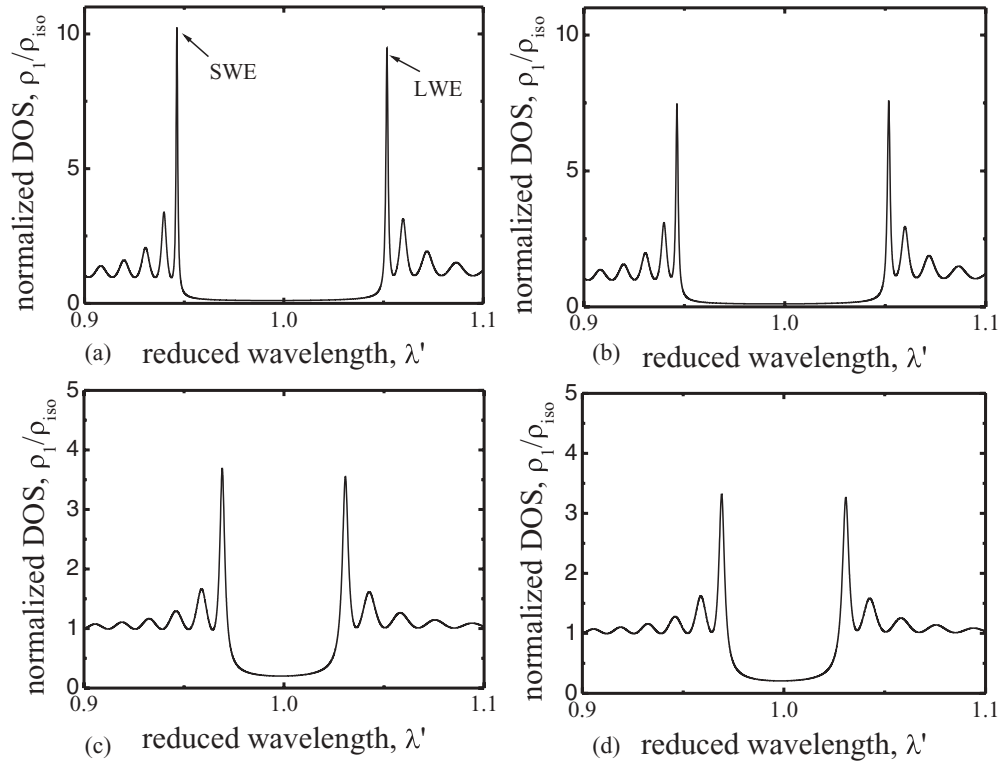 normalized DOS, ρ₁/ρiso
10
5
0
SWE
LWE
0.9 1.0 1.1
(a) reduced wavelength, λ'
normalized DOS, ρ₁/ρiso
10
5
0
0.9 1.0 1.1
(b) reduced wavelength, λ'
normalized DOS, ρ₁/ρiso
5
4
3
2
1
0
0.9 1.0 1.1
(c) reduced wavelength, λ'
normalized DOS, ρ₁/ρiso
5
4
3
2
1
0
0.9 1.0 1.1
(d) reduced wavelength, λ'